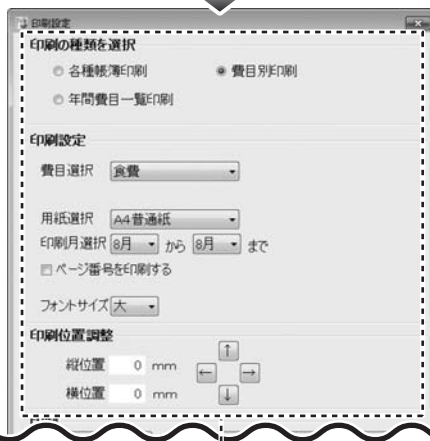 印刷設定
印刷の種類を選択
各種帳簿印刷 費目別印刷
年間費目一覧印刷
印刷設定
費目選択 食費
用紙選択 A4普通紙
印刷月選択 8月 から 8月 まで
ページ番号を印刷する
フォントサイズ 大
印刷位置調整
↑
縦位置 0 mm ← →
横位置 0 mm ↓